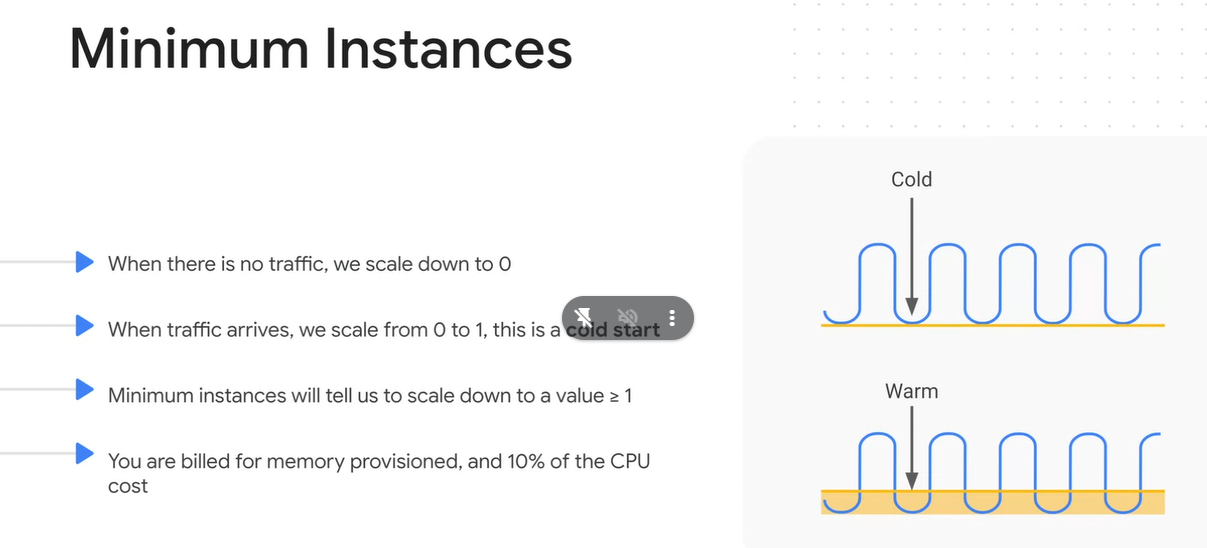 Minimum Instances
When there is no traffic, we scale down to 0
When traffic arrives, we scale from 0 to 1, this is a cold start
Minimum instances will tell us to scale down to a value ≥ 1
You are billed for memory provisioned, and 10% of the CPU
cost
Cold
Warm